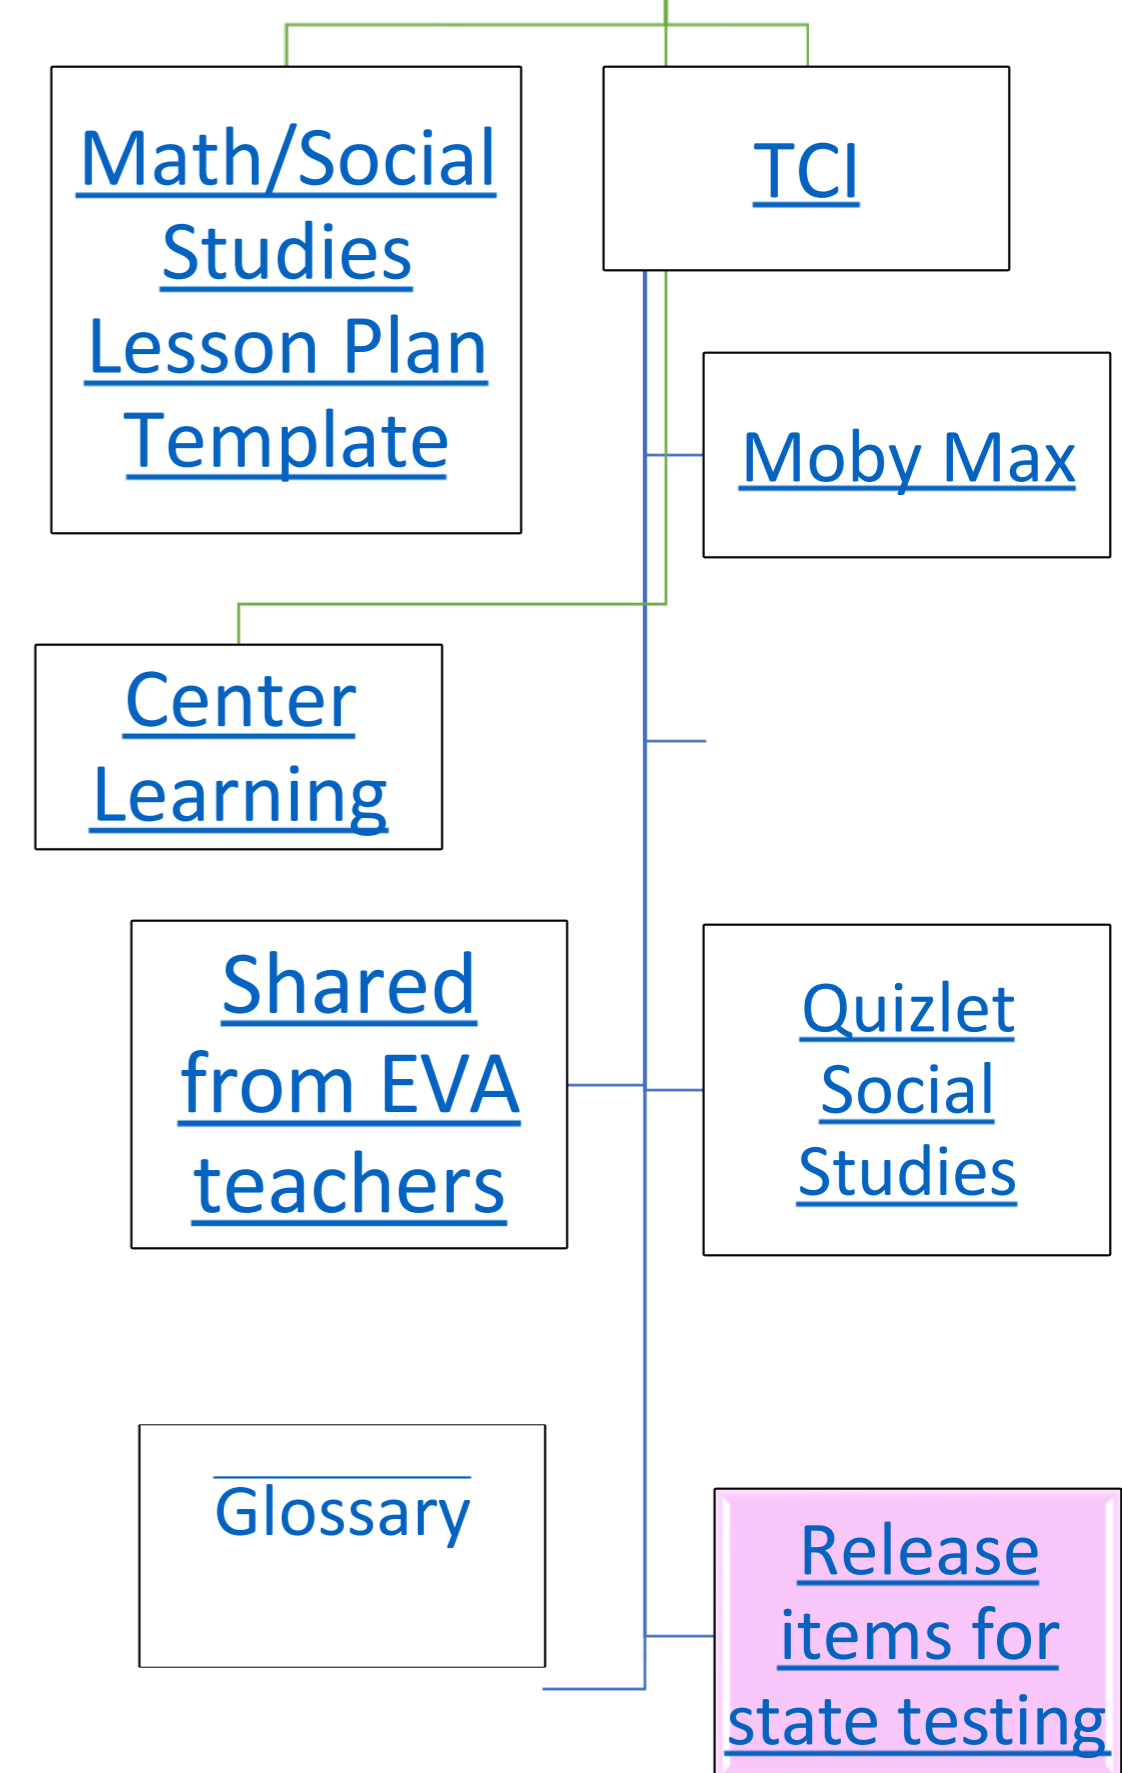 Math/Social
Studies
Lesson Plan
Template
TCI
Moby Max
Center
Learning
Shared
from EVA
teachers
Quizlet
Social
Studies
Glossary
Release
items for
state testing